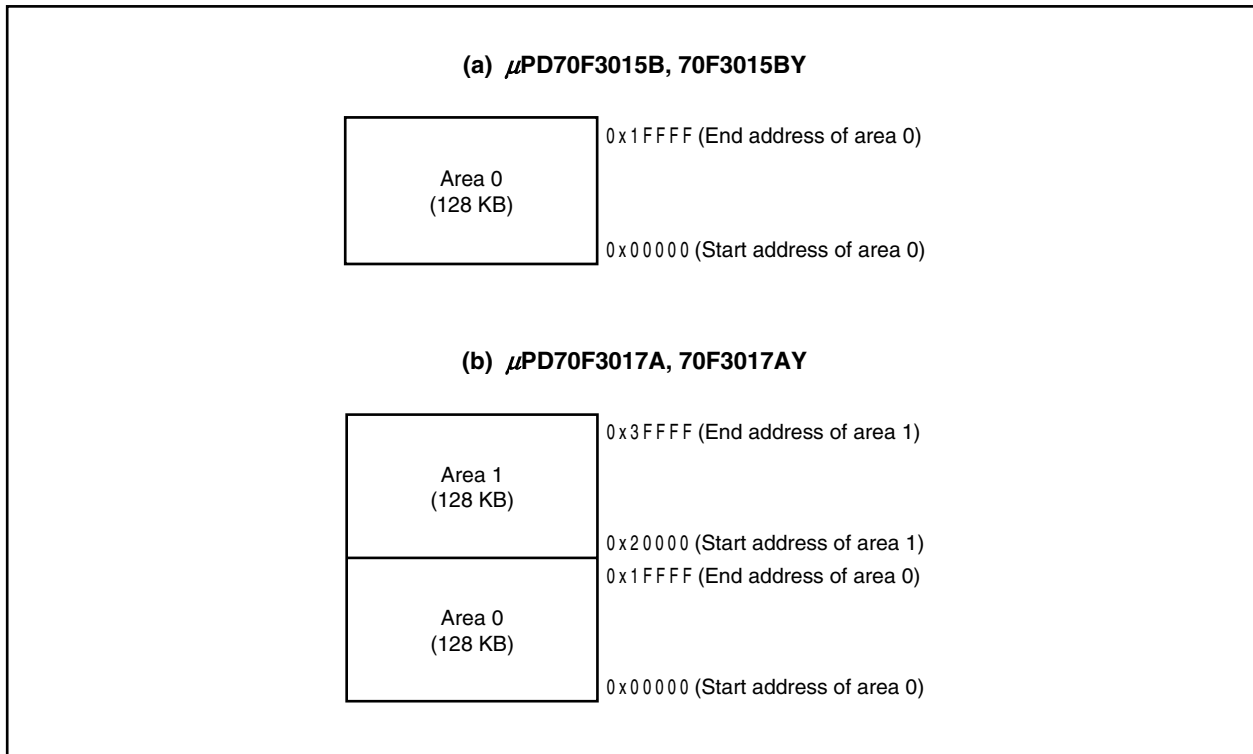 (a) μPD70F3015B, 70F3015BY
0x1FFFF (End address of area 0)
Area 0
(128 KB)
0x00000 (Start address of area 0)
(b) μPD70F3017A, 70F3017AY
0x3FFFF (End address of area 1)
Area 1
(128 KB)
0x20000 (Start address of area 1)
0x1FFFF (End address of area 0)
Area 0
(128 KB)
0x00000 (Start address of area 0)